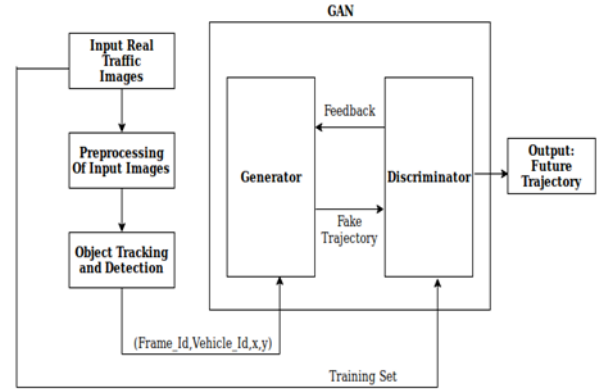 GAN
Input Real
Traffic
Images
Preprocessing
Of Input Images
Object Tracking
and Detection
(Frame_Id,Vehicle_Id,x,y)
Generator
Feedback
Fake
Trajectory
Discriminator
Output:
Future
Trajectory
Training Set